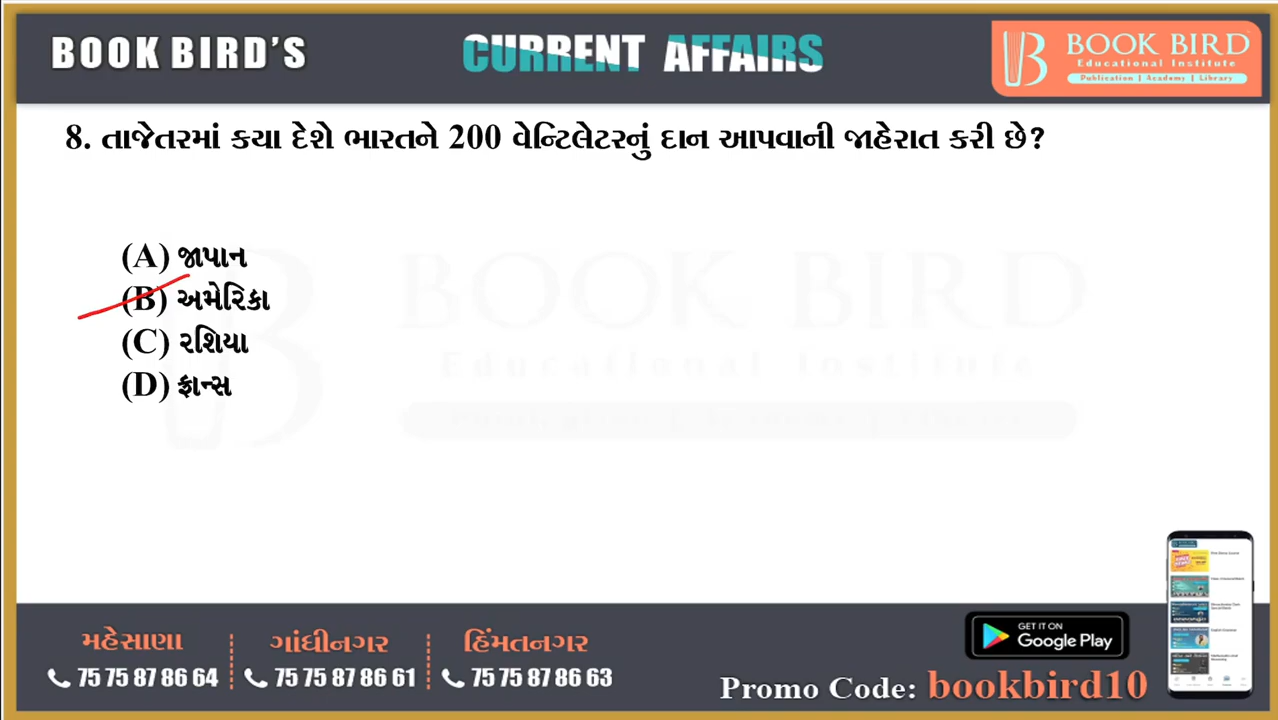 BOOK BIRD'S
CURRENT AFFAIRS
BOOK BIRD
Educational Institute
Publication | Academy | Library
8. તાજેતરમાં કયા દેશે ભારતને 200 વેન્ટિલેટરનું દાન આપવાની જાહેરાત કરી છે?
(A) જાપાન
(B) અમેરિકા
(C) રશિયા
(D) ફ્રાન્સ
BOOK BIRD
Educational Institute
મહેસાણા
75 75 87 86 64
ગાંધીનગર
75 75 87 86 61
હિંમતનગર
75 75 87 86 63
GET IT ON
Google Play
Promo Code: bookbird10